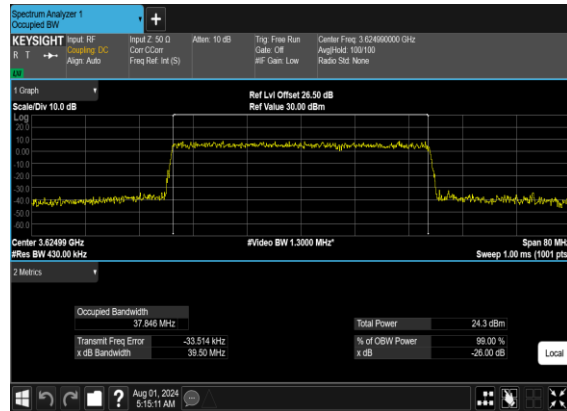 Spectrum Analyzer 1
Occupied BW
KEYSIGHT Input: RF Input Z: 50 Ω Atten: 10 dB Trig: Free Run Center Freq: 3.624990000 GHz
R T Coupling: DC Corr CCorr Gate: Off Avg|Hold: 100/100
Align: Auto Freq Ref: Int (S) #IF Gain: Low Radio Std: None
1 Graph
Ref Lvl Offset 26.50 dB
Scale/Div 10.0 dB Ref Value 30.00 dBm
Log
20.0
10.0
0.00
-10.0
-20.0
-30.0
-40.0
-50.0
-60.0
Center 3.62499 GHz #Video BW 1.3000 MHz* Span 80 MHz
#Res BW 430.00 kHz Sweep 1.00 ms (1001 pts)
2 Metrics
Occupied Bandwidth
37.846 MHz Total Power 24.3 dBm
Transmit Freq Error -33.514 kHz % of OBW Power 99.00 %
x dB Bandwidth 39.50 MHz x dB -26.00 dB
Local
? Aug 01, 2024
5:15:11 AM